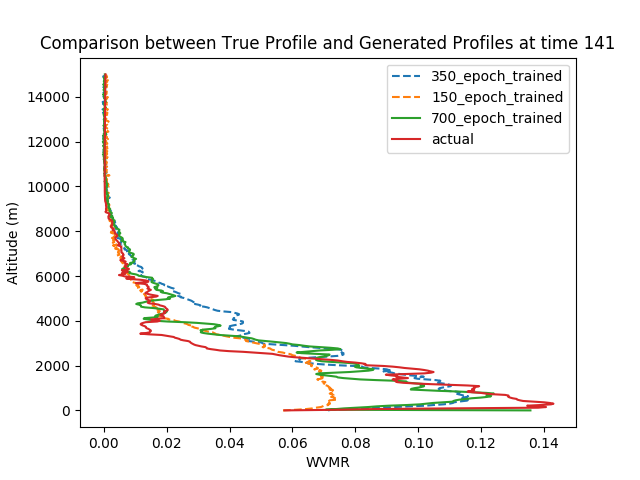 Comparison between True Profile and Generated Profiles at time 141
350_epoch_trained
150_epoch_trained
700_epoch_trained
actual
Altitude (m)
14000
12000
10000
8000
6000
4000
2000
0
0.00 0.02 0.04 0.06 0.08 0.10 0.12 0.14
WVMR